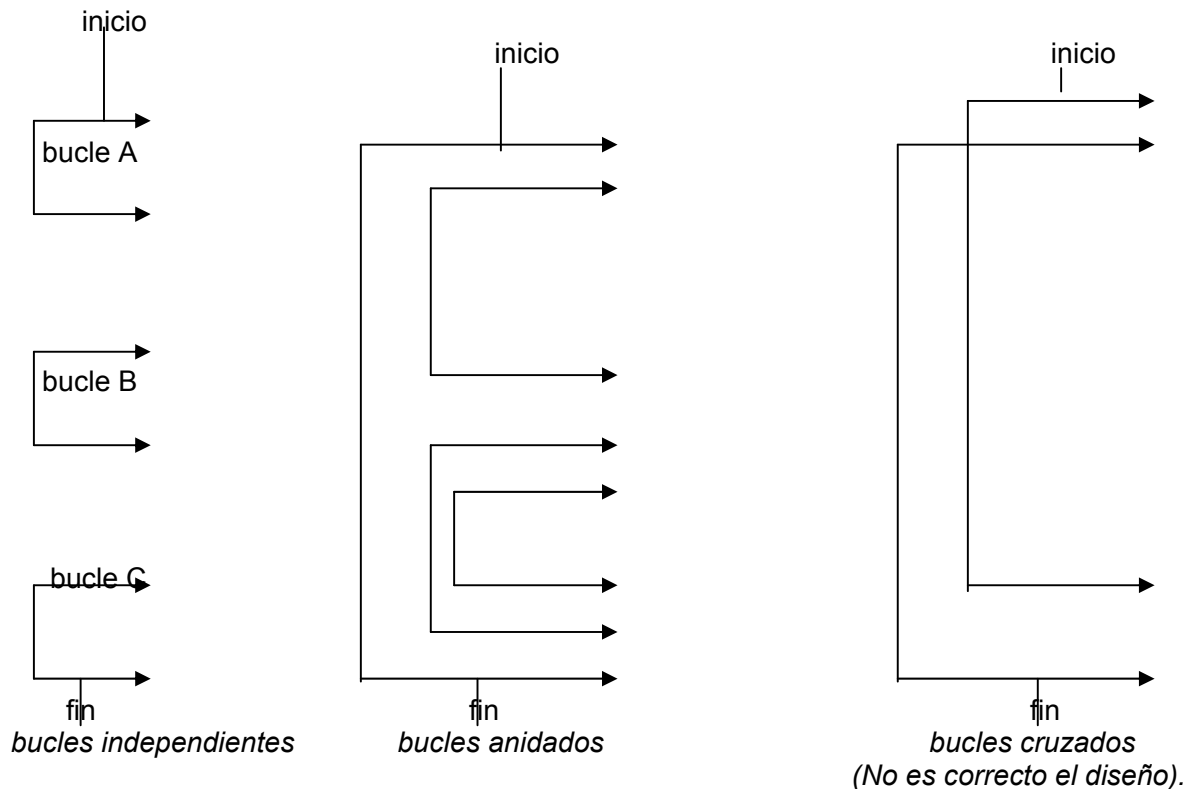 inicio
bucle A
bucle B
bucle C
fin
bucles independientes
inicio
fin
bucles anidados
inicio
fin
bucles cruzados
(No es correcto el diseño).